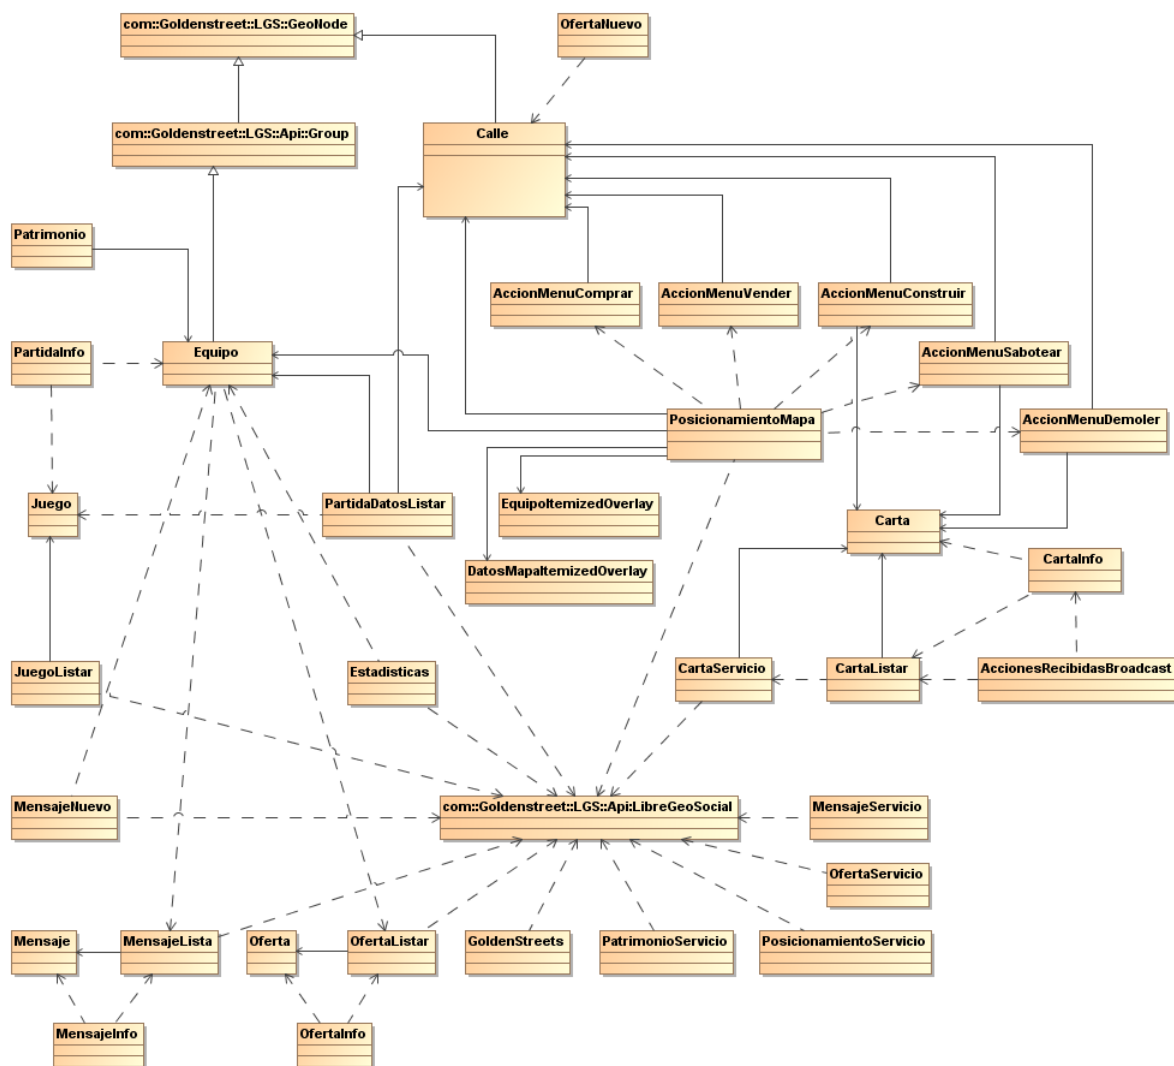 com::Goldenstreet::LGS::GeoNode
OfertaNuevo
com::Goldenstreet::LGS::Api::Group
Calle
Patrimonio
AccionMenuComprar
AccionMenuVender
AccionMenuConstruir
PartidaInfo
Equipo
AccionMenuSabotear
PosicionamientoMapa
AccionMenuDemoler
Juego
PartidaDatosListar
EquipoItemizedOverlay
Carta
DatosMapaItemizedOverlay
CartaInfo
JuegoListar
Estadisticas
CartaServicio
CartaListar
AccionesRecibidasBroadcast
MensajeNuevo
com::Goldenstreet::LGS::Api:LibreGeoSocial
MensajeServicio
OfertaServicio
Mensaje
MensajeLista
Oferta
OfertaListar
GoldenStreets
PatrimonioServicio
PosicionamientoServicio
MensajeInfo
OfertaInfo